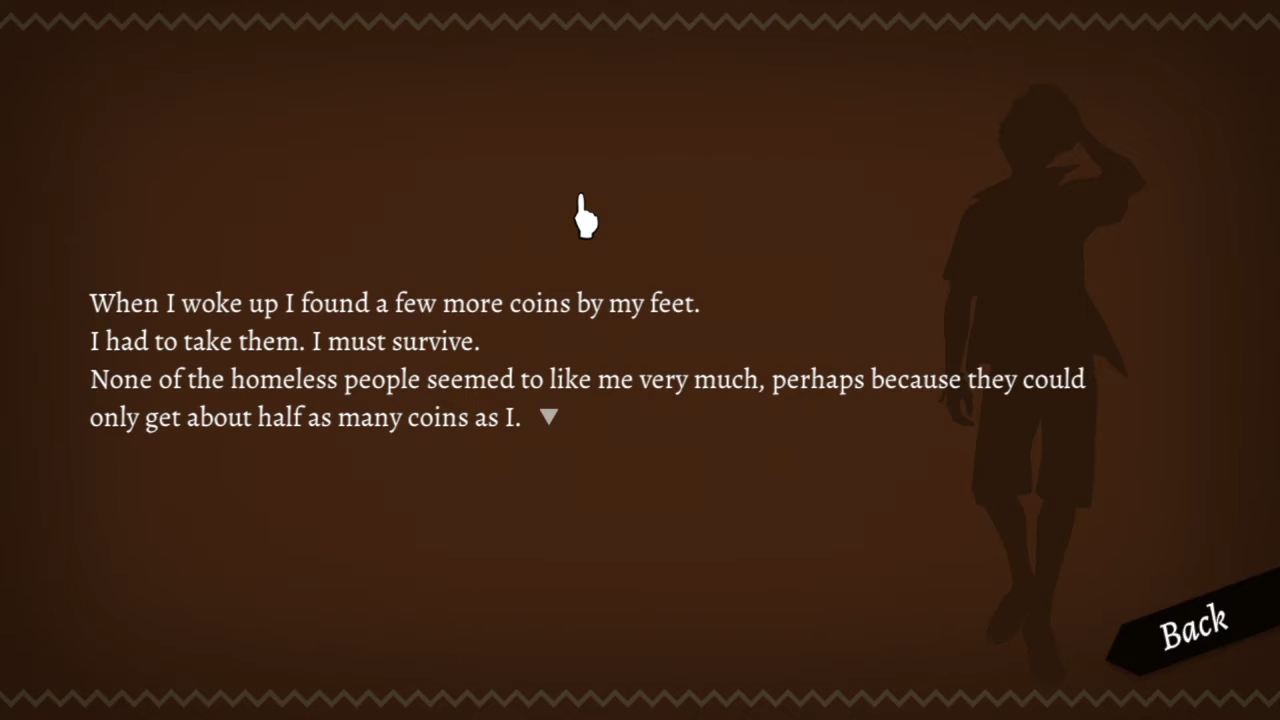 When I woke up I found a few more coins by my feet.
I had to take them. I must survive.
None of the homeless people seemed to like me very much, perhaps because they could
only get about half as many coins as I.
Back